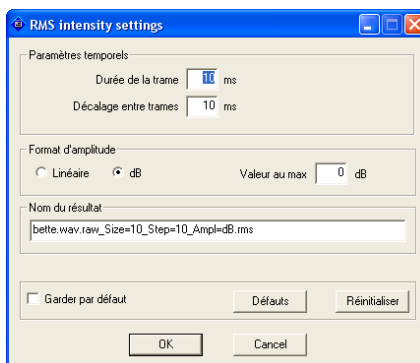 RMS intensity settings
Paramètres temporels
Durée de la trame 10 ms
Décalage entre trames 10 ms
Format d'amplitude
Linéaire dB Valeur au max 0 dB
Nom du résultat
bette.wav.raw_Size=10_Step=10_Ampl=dB.rms
Garder par défaut Défauts Réinitialiser
OK Cancel